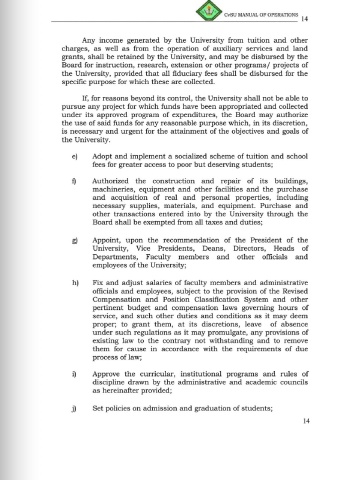 CvSU MANUAL OF OPERATIONS 14
Any income generated by the University from tuition and other
charges, as well as from the operation of auxiliary services and land
grants, shall be retained by the University, and may be disbursed by the
Board for instruction, research, extension or other programs/ projects of
the University, provided that all fiduciary fees shall be disbursed for the
specific purpose for which these are collected.
If, for reasons beyond its control, the University shall not be able to
pursue any project for which funds have been appropriated and collected
under its approved program of expenditures, the Board may authorize
the use of said funds for any reasonable purpose which, in its discretion,
is necessary and urgent for the attainment of the objectives and goals of
the University.
e) Adopt and implement a socialized scheme of tuition and school
fees for greater access to poor but deserving students;
f) Authorized the construction and repair of its buildings,
machineries, equipment and other facilities and the purchase
and acquisition of real and personal properties, including
necessary supplies, materials, and equipment. Purchase and
other transactions entered into by the University through the
Board shall be exempted from all taxes and duties;
g) Appoint, upon the recommendation of the President of the
University, Vice Presidents, Deans, Directors, Heads of
Departments, Faculty members and other officials and
employees of the University;
h) Fix and adjust salaries of faculty members and administrative
officials and employees, subject to the provision of the Revised
Compensation and Position Classification System and other
pertinent budget and compensation laws governing hours of
service, and such other duties and conditions as it may deem
proper; to grant them, at its discretions, leave of absence
under such regulations as it may promulgate, any provisions of
existing law to the contrary not withstanding and to remove
them for cause in accordance with the requirements of due
process of law;
i) Approve the curricular, institutional programs and rules of
discipline drawn by the administrative and academic councils
as hereinafter provided;
j) Set policies on admission and graduation of students;
14